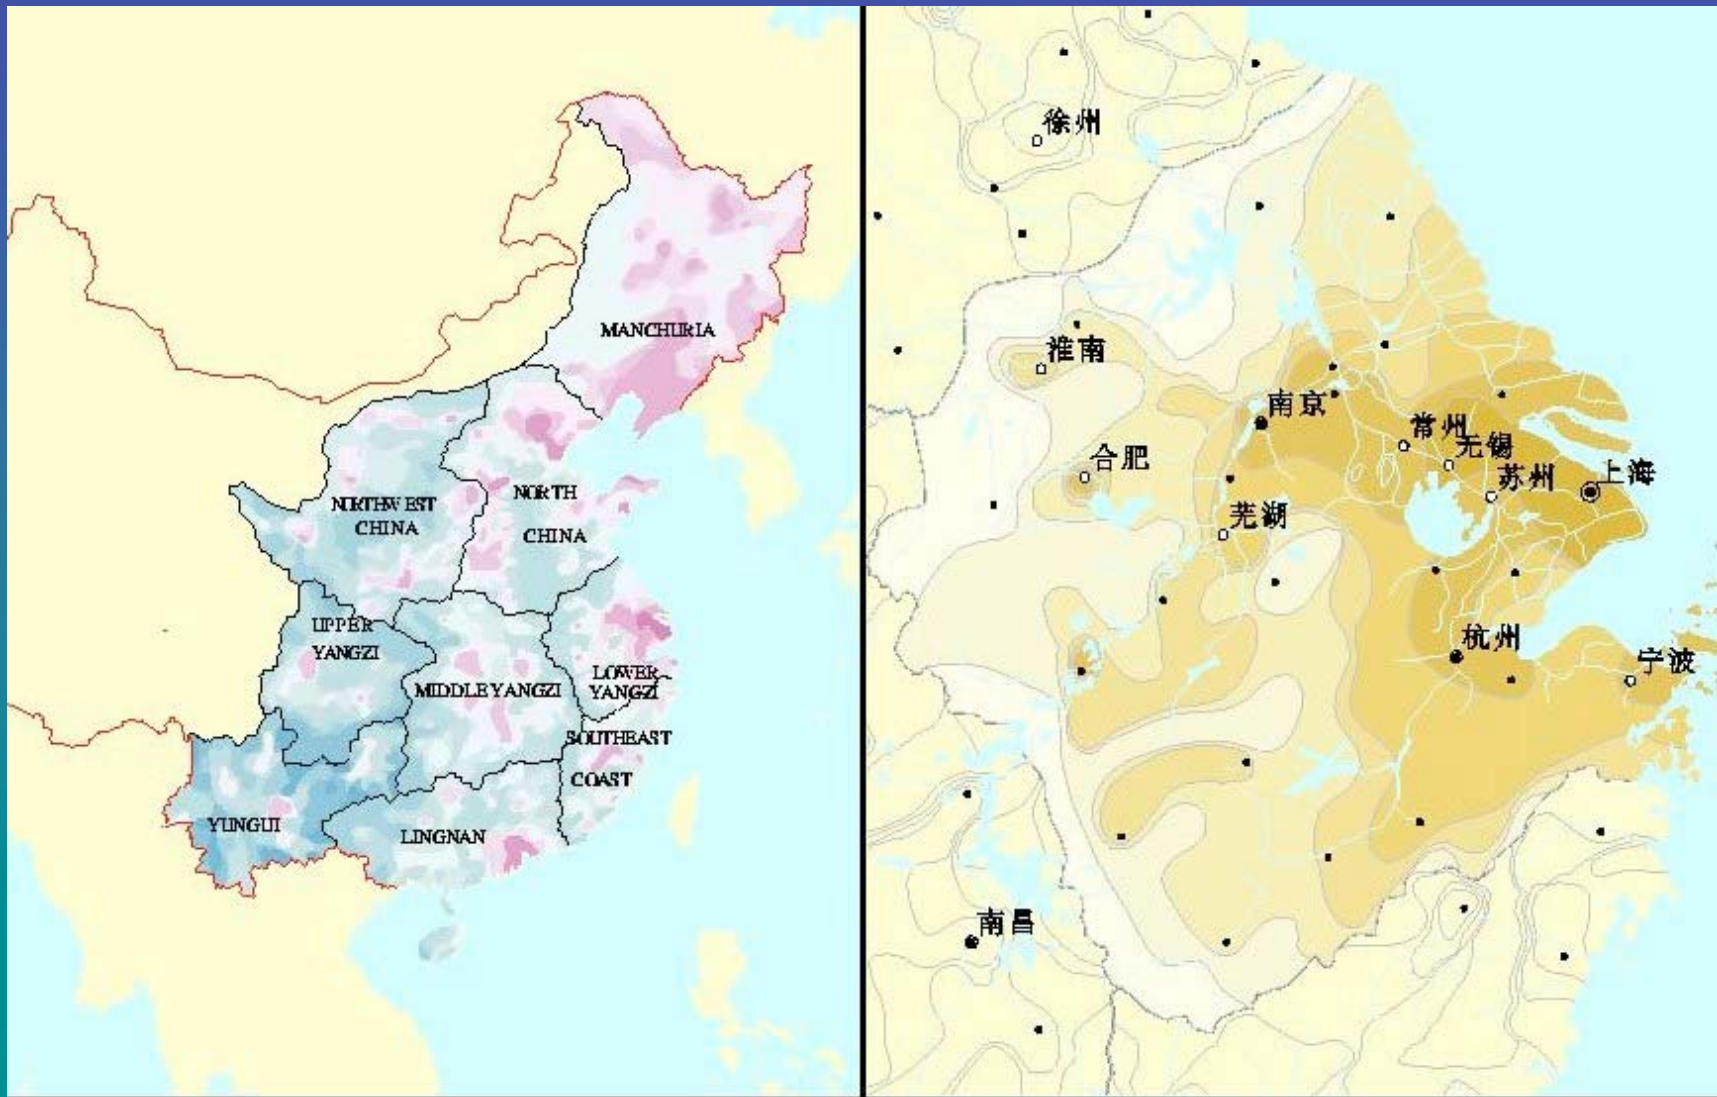 MANCHURIA
NORTHWEST
CHINA
NORTH
CHINA
UPPER
YANGZI
MIDDLE YANGZI
LOWER
YANGZI
SOUTHEAST
COAST
YUNGUI
LINGNAN
徐州
淮南
南京
常州
无锡
合肥
苏州
上海
芜湖
杭州
宁波
南昌